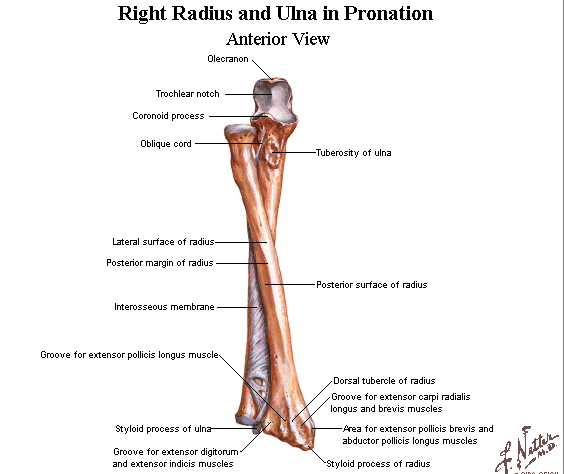 Right Radius and Ulna in Pronation
Anterior View
Olecranon
Trochlear notch
Coronoid process
Oblique cord
Tuberosity of ulna
Lateral surface of radius
Posterior margin of radius
Posterior surface of radius
Interosseous membrane
Groove for extensor pollicis longus muscle
Dorsal tubercle of radius
Groove for extensor carpi radialis
longus and brevis muscles
Styloid process of ulna
Area for extensor pollicis brevis and
abductor pollicis longus muscles
Groove for extensor digitorum
and extensor indicis muscles
Styloid process of radius
F. Netter
M.D.